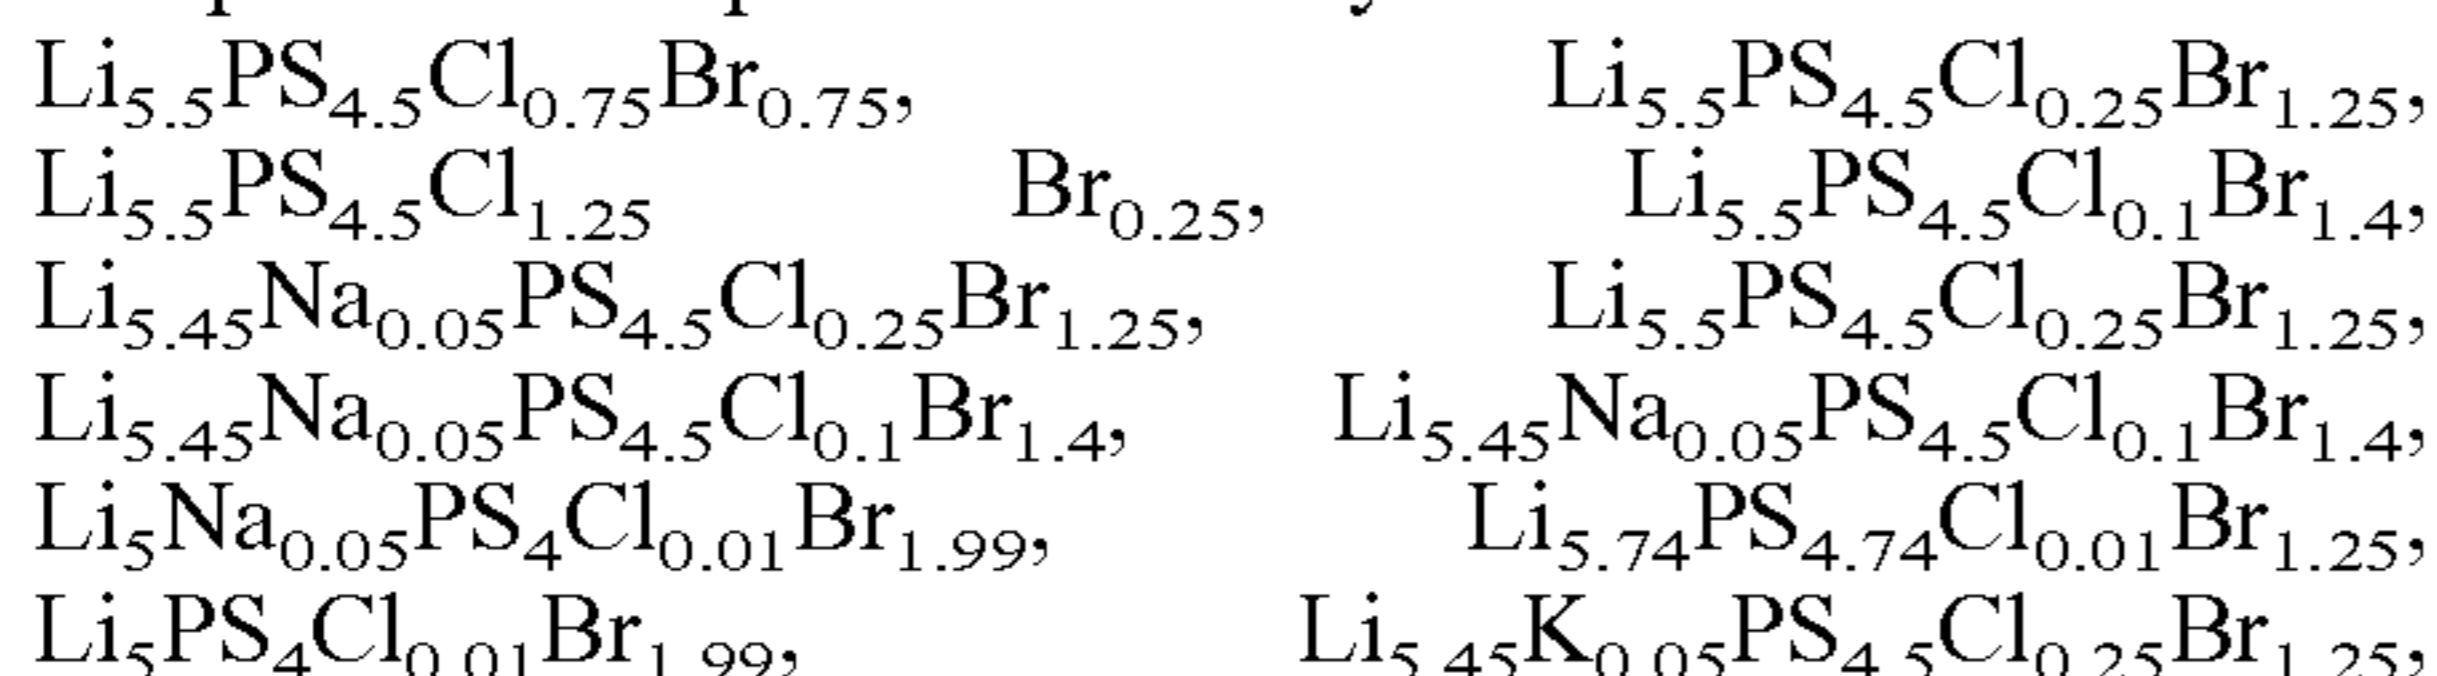 Li5.5PS4.5Cl0.75Br0.75, Li5.5PS4.5Cl0.25Br1.25,
Li5.5PS4.5Cl1.25 Br0.25, Li5.5PS4.5Cl0.1Br1.4,
Li5.45Na0.05PS4.5Cl0.25Br1.25, Li5.5PS4.5Cl0.25Br1.25,
Li5.45Na0.05PS4.5Cl0.1Br1.4, Li5.45Na0.05PS4.5Cl0.1Br1.4,
Li5Na0.05PS4Cl0.01Br1.99, Li5.74PS4.74Cl0.01Br1.25,
Li5PS4Cl0.01Br1.99, Li5.45K0.05PS4.5Cl0.25Br1.25,